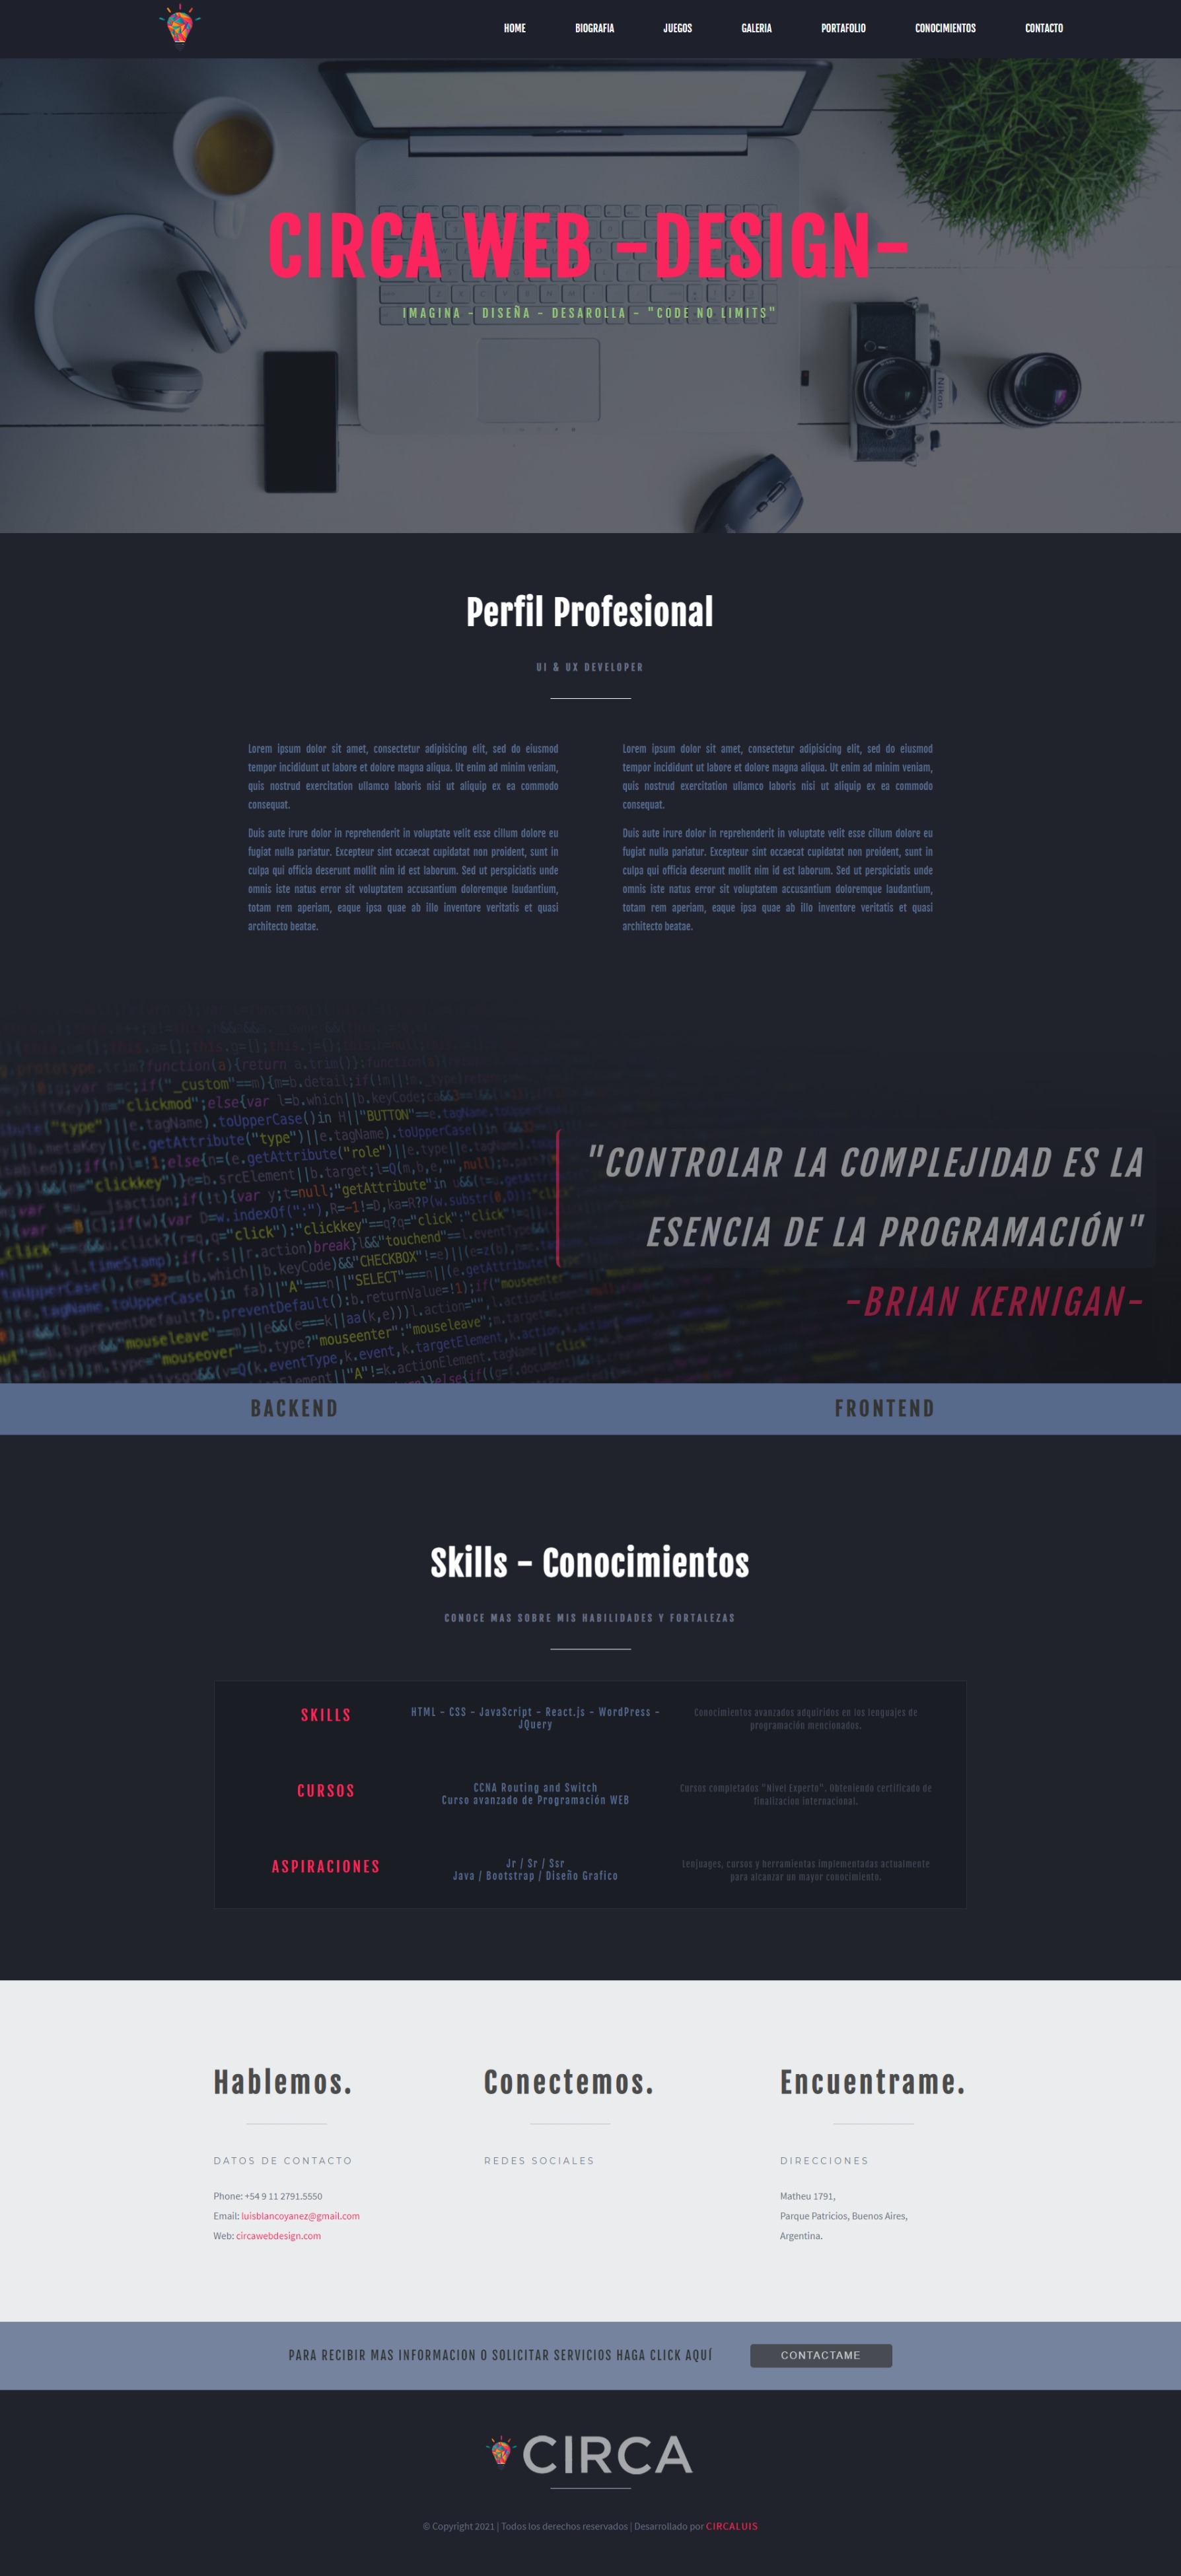 HOME BIOGRAFIA JUEGOS GALERIA PORTAFOLIO CONOCIMIENTOS CONTACTO
CIRCA WEB -DESIGN-
IMAGINA - DISEÑA - DESAROLLA - "CODE NO LIMITS"
Nikon
Perfil Profesional
UI & UX DEVELOPER
Lorem ipsum dolor sit amet, consectetur adipisicing elit, sed do eiusmod
tempor incididunt ut labore et dolore magna aliqua. Ut enim ad minim veniam,
quis nostrud exercitation ullamco laboris nisi ut aliquip ex ea commodo
consequat.
Duis aute irure dolor in reprehenderit in voluptate velit esse cillum dolore eu
fugiat nulla pariatur. Excepteur sint occaecat cupidatat non proident, sunt in
culpa qui officia deserunt mollit nim id est laborum. Sed ut perspiciatis unde
omnis iste natus error sit voluptatem accusantium doloremque laudantium,
totam rem aperiam, eaque ipsa quae ab illo inventore veritatis et quasi
architecto beatae.
Lorem ipsum dolor sit amet, consectetur adipisicing elit, sed do eiusmod
tempor incididunt ut labore et dolore magna aliqua. Ut enim ad minim veniam,
quis nostrud exercitation ullamco laboris nisi ut aliquip ex ea commodo
consequat.
Duis aute irure dolor in reprehenderit in voluptate velit esse cillum dolore eu
fugiat nulla pariatur. Excepteur sint occaecat cupidatat non proident, sunt in
culpa qui officia deserunt mollit nim id est laborum. Sed ut perspiciatis unde
omnis iste natus error sit voluptatem accusantium doloremque laudantium,
totam rem aperiam, eaque ipsa quae ab illo inventore veritatis et quasi
architecto beatae.
"CONTROLAR LA COMPLEJIDAD ES LA
ESENCIA DE LA PROGRAMACIÓN"
-BRIAN KERNIGAN-
BACKEND FRONTEND
Skills - Conocimientos
CONOCE MAS SOBRE MIS HABILIDADES Y FORTALEZAS
SKILLS
HTML - CSS - JavaScript - React.js - WordPress -
JQuery
Conocimientos avanzados adquiridos en los lenguajes de
programación mencionados.
CURSOS
CCNA Routing and Switch
Curso avanzado de Programación WEB
Cursos completados "Nivel Experto". Obteniendo certificado de
finalizacion internacional.
ASPIRACIONES
Jr / Sr / Ssr
Java / Bootstrap / Diseño Grafico
Lenjuages, cursos y herramientas implementadas actualmente
para alcanzar un mayor conocimiento.
Hablemos.
DATOS DE CONTACTO
Phone: +54 9 11 2791.5550
Email: luisblancoyanez@gmail.com
Web: circawebdesign.com
Conectemos.
REDES SOCIALES
Encuentrame.
DIRECCIONES
Matheu 1791,
Parque Patricios, Buenos Aires,
Argentina.
PARA RECIBIR MAS INFORMACION O SOLICITAR SERVICIOS HAGA CLICK AQUÍ
CONTACTAME
CIRCA
© Copyright 2021 | Todos los derechos reservados | Desarrollado por CIRCALUIS